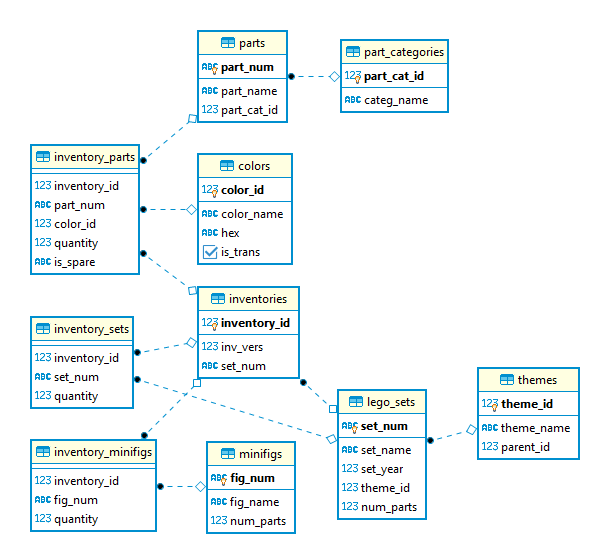 parts
ABC part_num
ABC part_name
123 part_cat_id
part_categories
123 part_cat_id
ABC categ_name
inventory_parts
123 inventory_id
ABC part_num
123 color_id
123 quantity
ABC is_spare
colors
123 color_id
ABC color_name
ABC hex
is_trans
inventories
123 inventory_id
123 inv_vers
ABC set_num
inventory_sets
123 inventory_id
ABC set_num
123 quantity
lego_sets
ABC set_num
ABC set_name
123 set_year
123 theme_id
123 num_parts
themes
123 theme_id
ABC theme_name
123 parent_id
inventory_minifigs
123 inventory_id
ABC fig_num
123 quantity
minifigs
ABC fig_num
ABC fig_name
123 num_parts